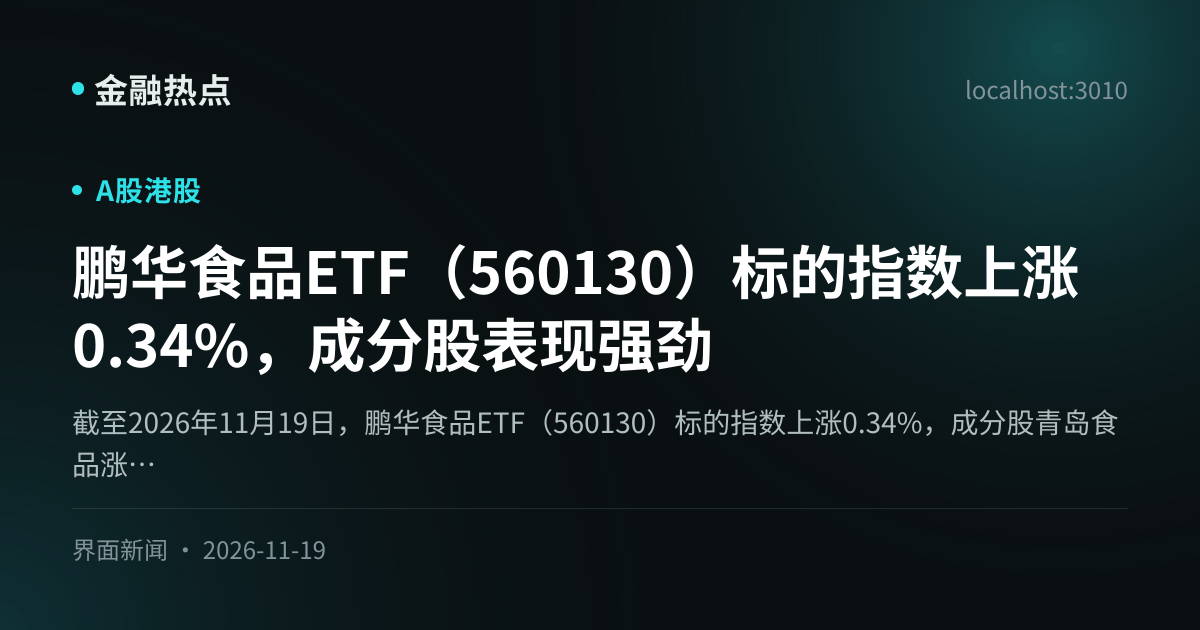 金融热点
localhost:3010
A股港股
鹏华食品ETF（560130）标的指数上涨
0.34%，成分股表现强劲
截至2026年11月19日，鹏华食品ETF（560130）标的指数上涨0.34%，成分股青岛食
品涨…
界面新闻 · 2026-11-19